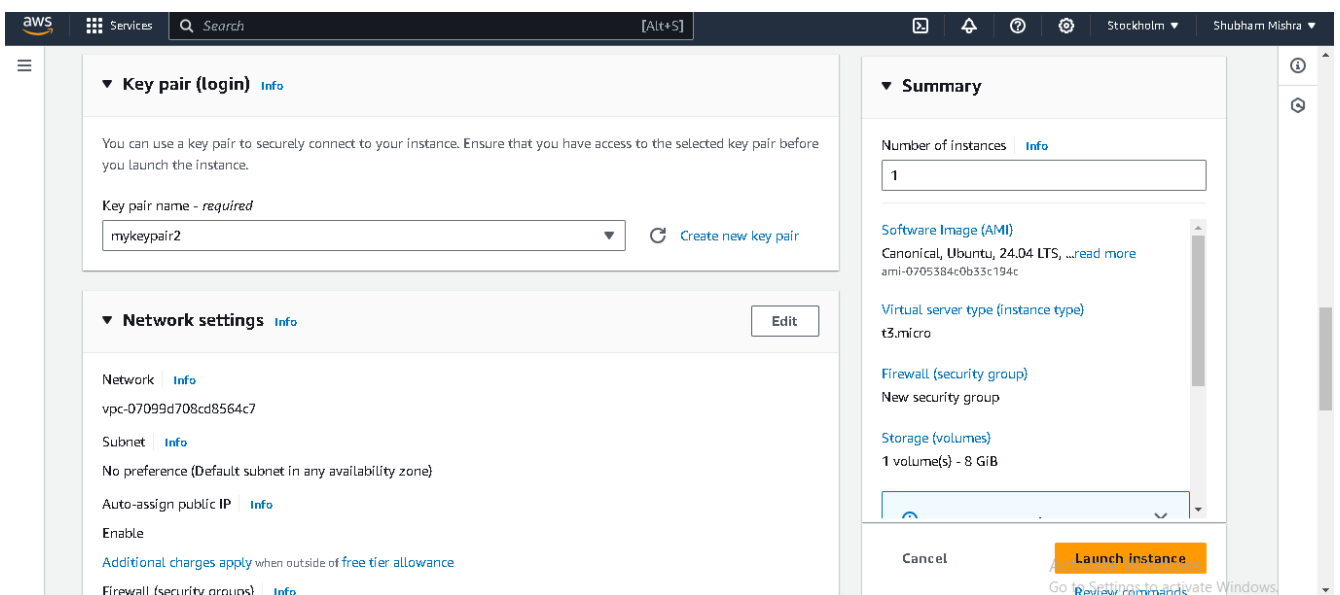 aws Services Search [Alt+S] Stockholm Shubham Mishra
Key pair (login) Info
You can use a key pair to securely connect to your instance. Ensure that you have access to the selected key pair before
you launch the instance.
Key pair name - required
mykeypair2 Create new key pair
Network settings Info Edit
Network Info
vpc-07099d708cd8564c7
Subnet Info
No preference (Default subnet in any availability zone)
Auto-assign public IP Info
Enable
Additional charges apply when outside of free tier allowance
Firewall (security groups) Info
Summary
Number of instances Info
1
Software Image (AMI)
Canonical, Ubuntu, 24.04 LTS, ...read more
ami-0705384c0b33c194c
Virtual server type (instance type)
t3.micro
Firewall (security group)
New security group
Storage (volumes)
1 volume(s) - 8 GiB
Cancel Launch instance
Go to Settings to activate Windows.
Review commands